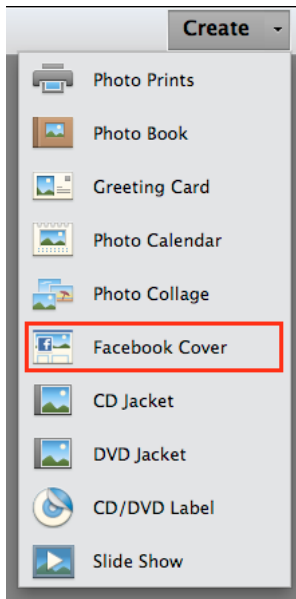 Create
Photo Prints
Photo Book
Greeting Card
Photo Calendar
Photo Collage
Facebook Cover
CD Jacket
DVD Jacket
CD/DVD Label
Slide Show